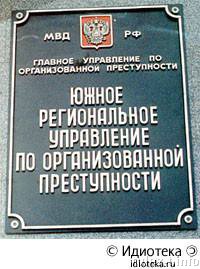 МВД РФ
ГЛАВНОЕ УПРАВЛЕНИЕ ПО
ОРГАНИЗОВАННОЙ ПРЕСТУПНОСТИ
ЮЖНОЕ
РЕГИОНАЛЬНОЕ
УПРАВЛЕНИЕ
ПО ОРГАНИЗОВАННОЙ
ПРЕСТУПНОСТИ
© Идиотека
idioteka.ru